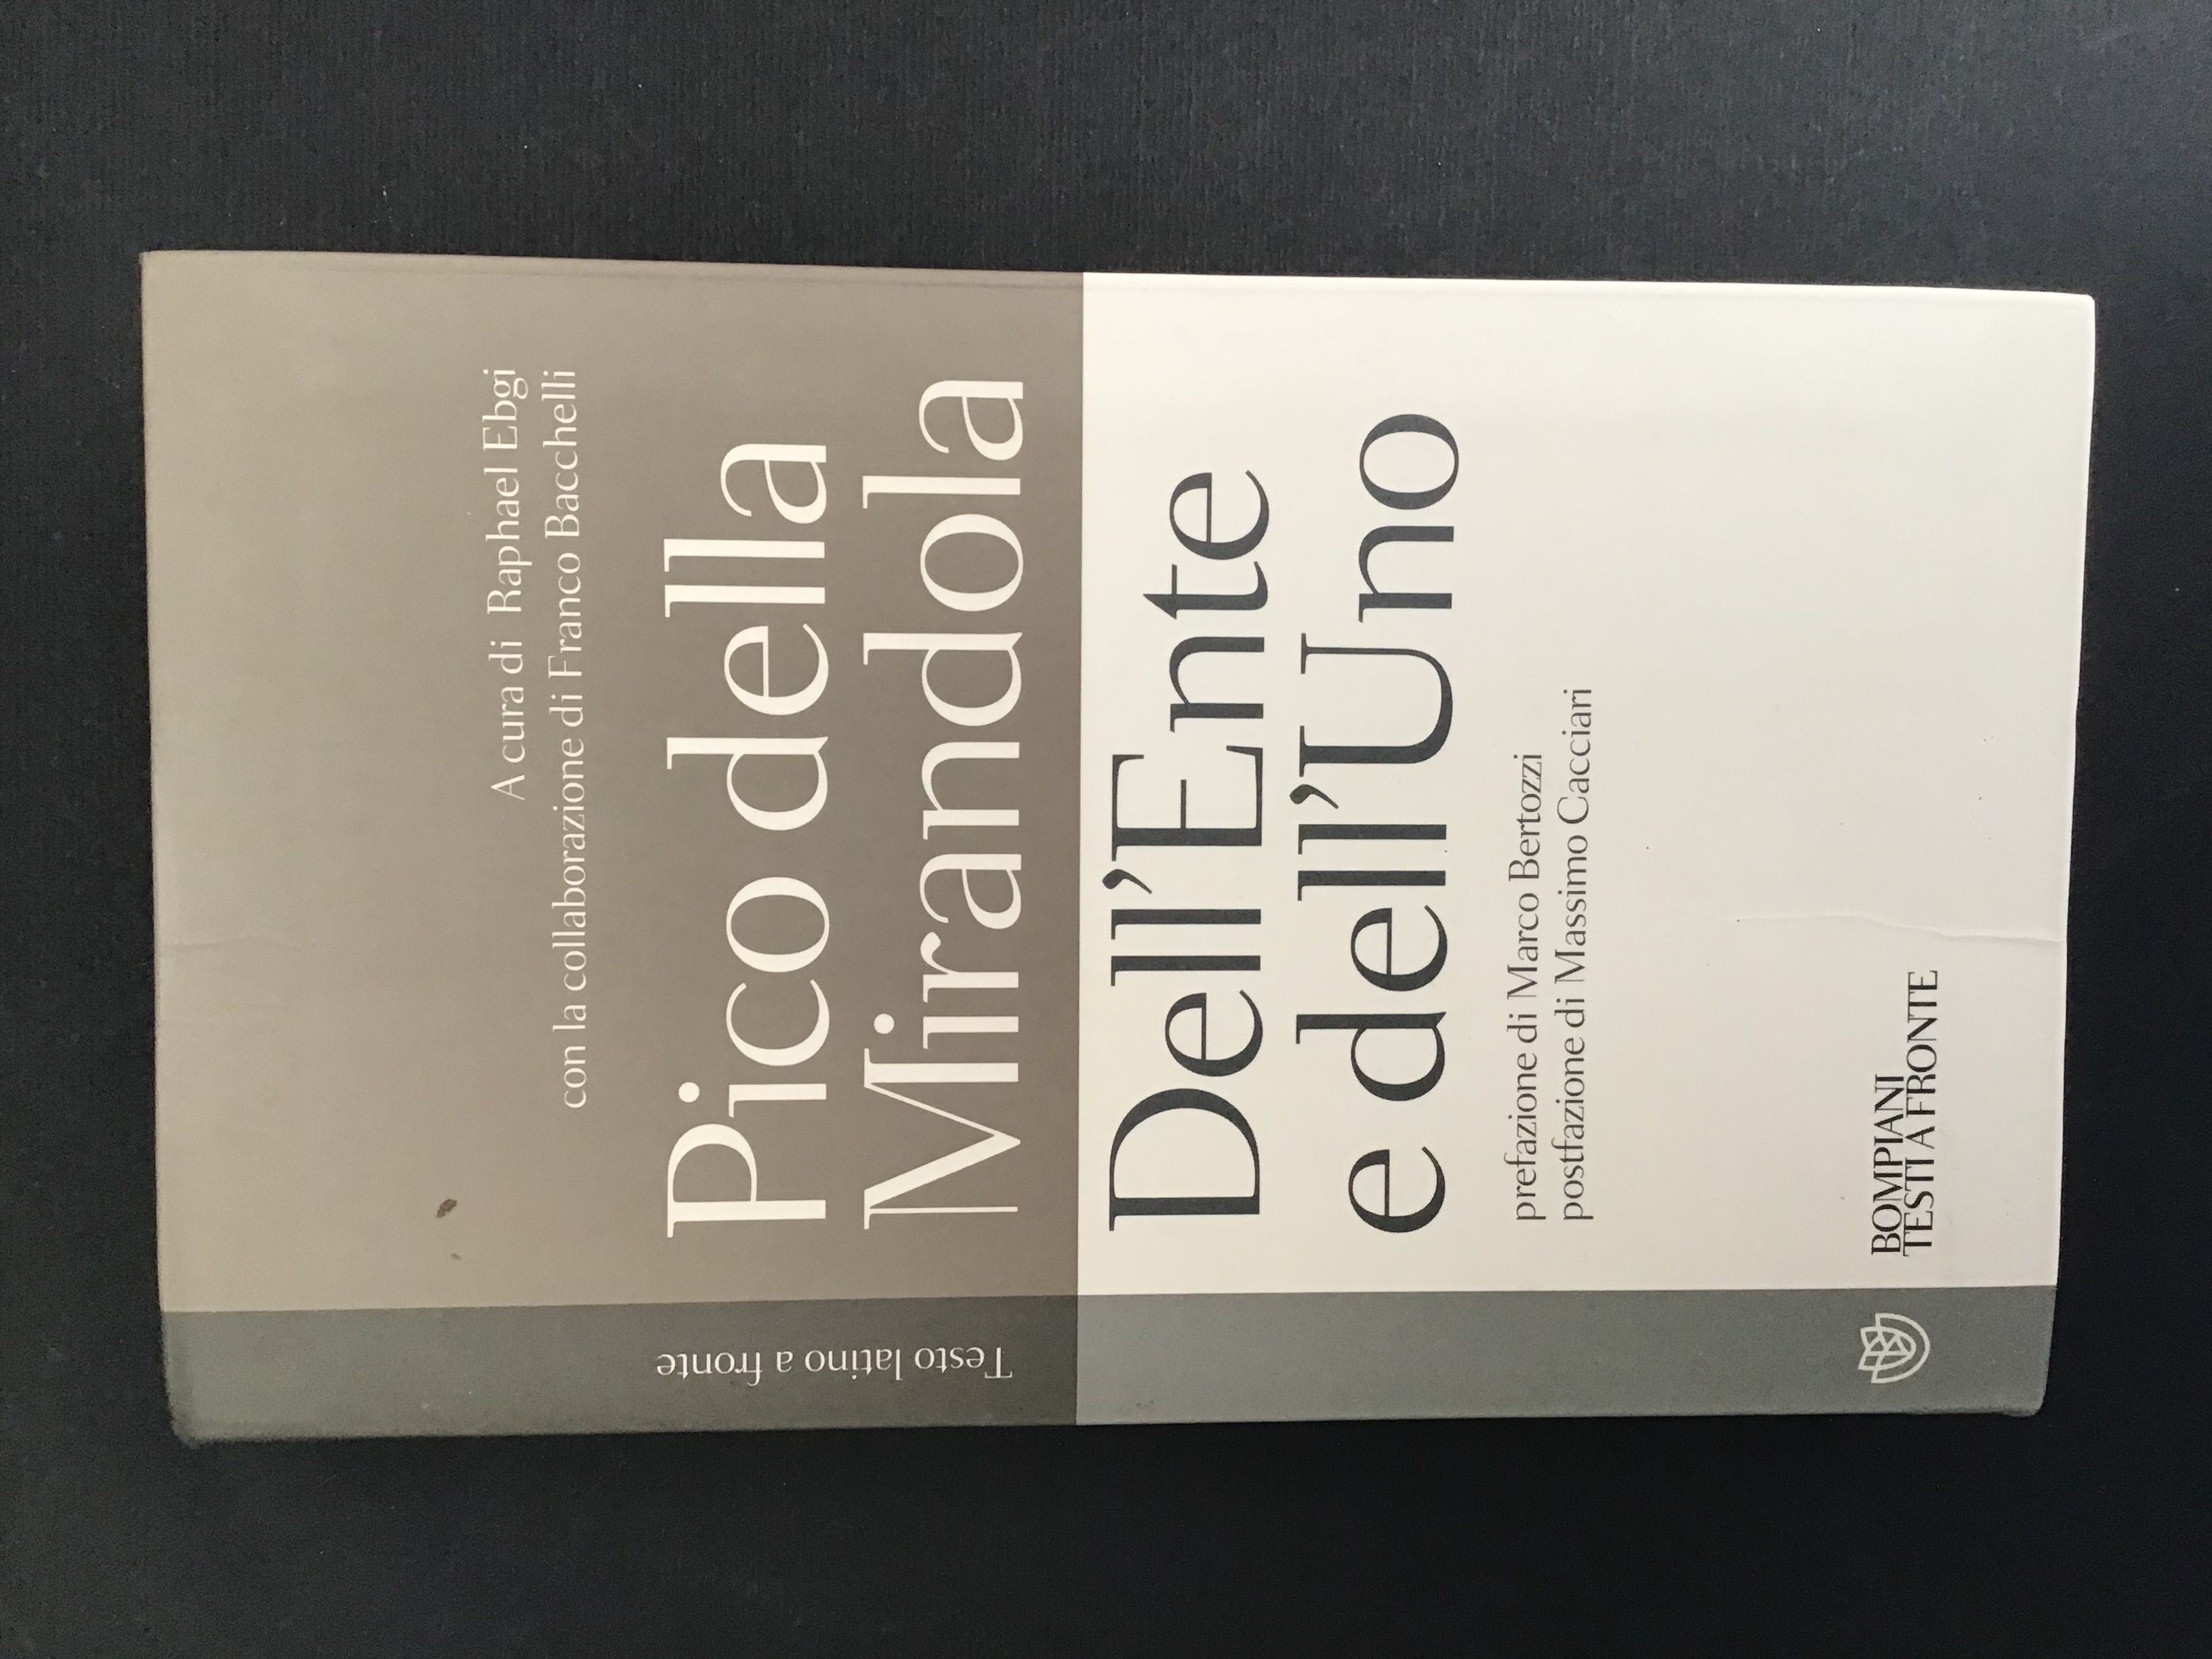 A cura di Raphael Ebgi
con la collaborazione di Franco Bacchelli
Pico della
Mirandola
Dell'Ente
e dell'Uno
prefazione di Marco Bertozzi
postfazione di Massimo Cacciari
BOMPIANI
TESTI A FRONTE
Testo latino a fronte